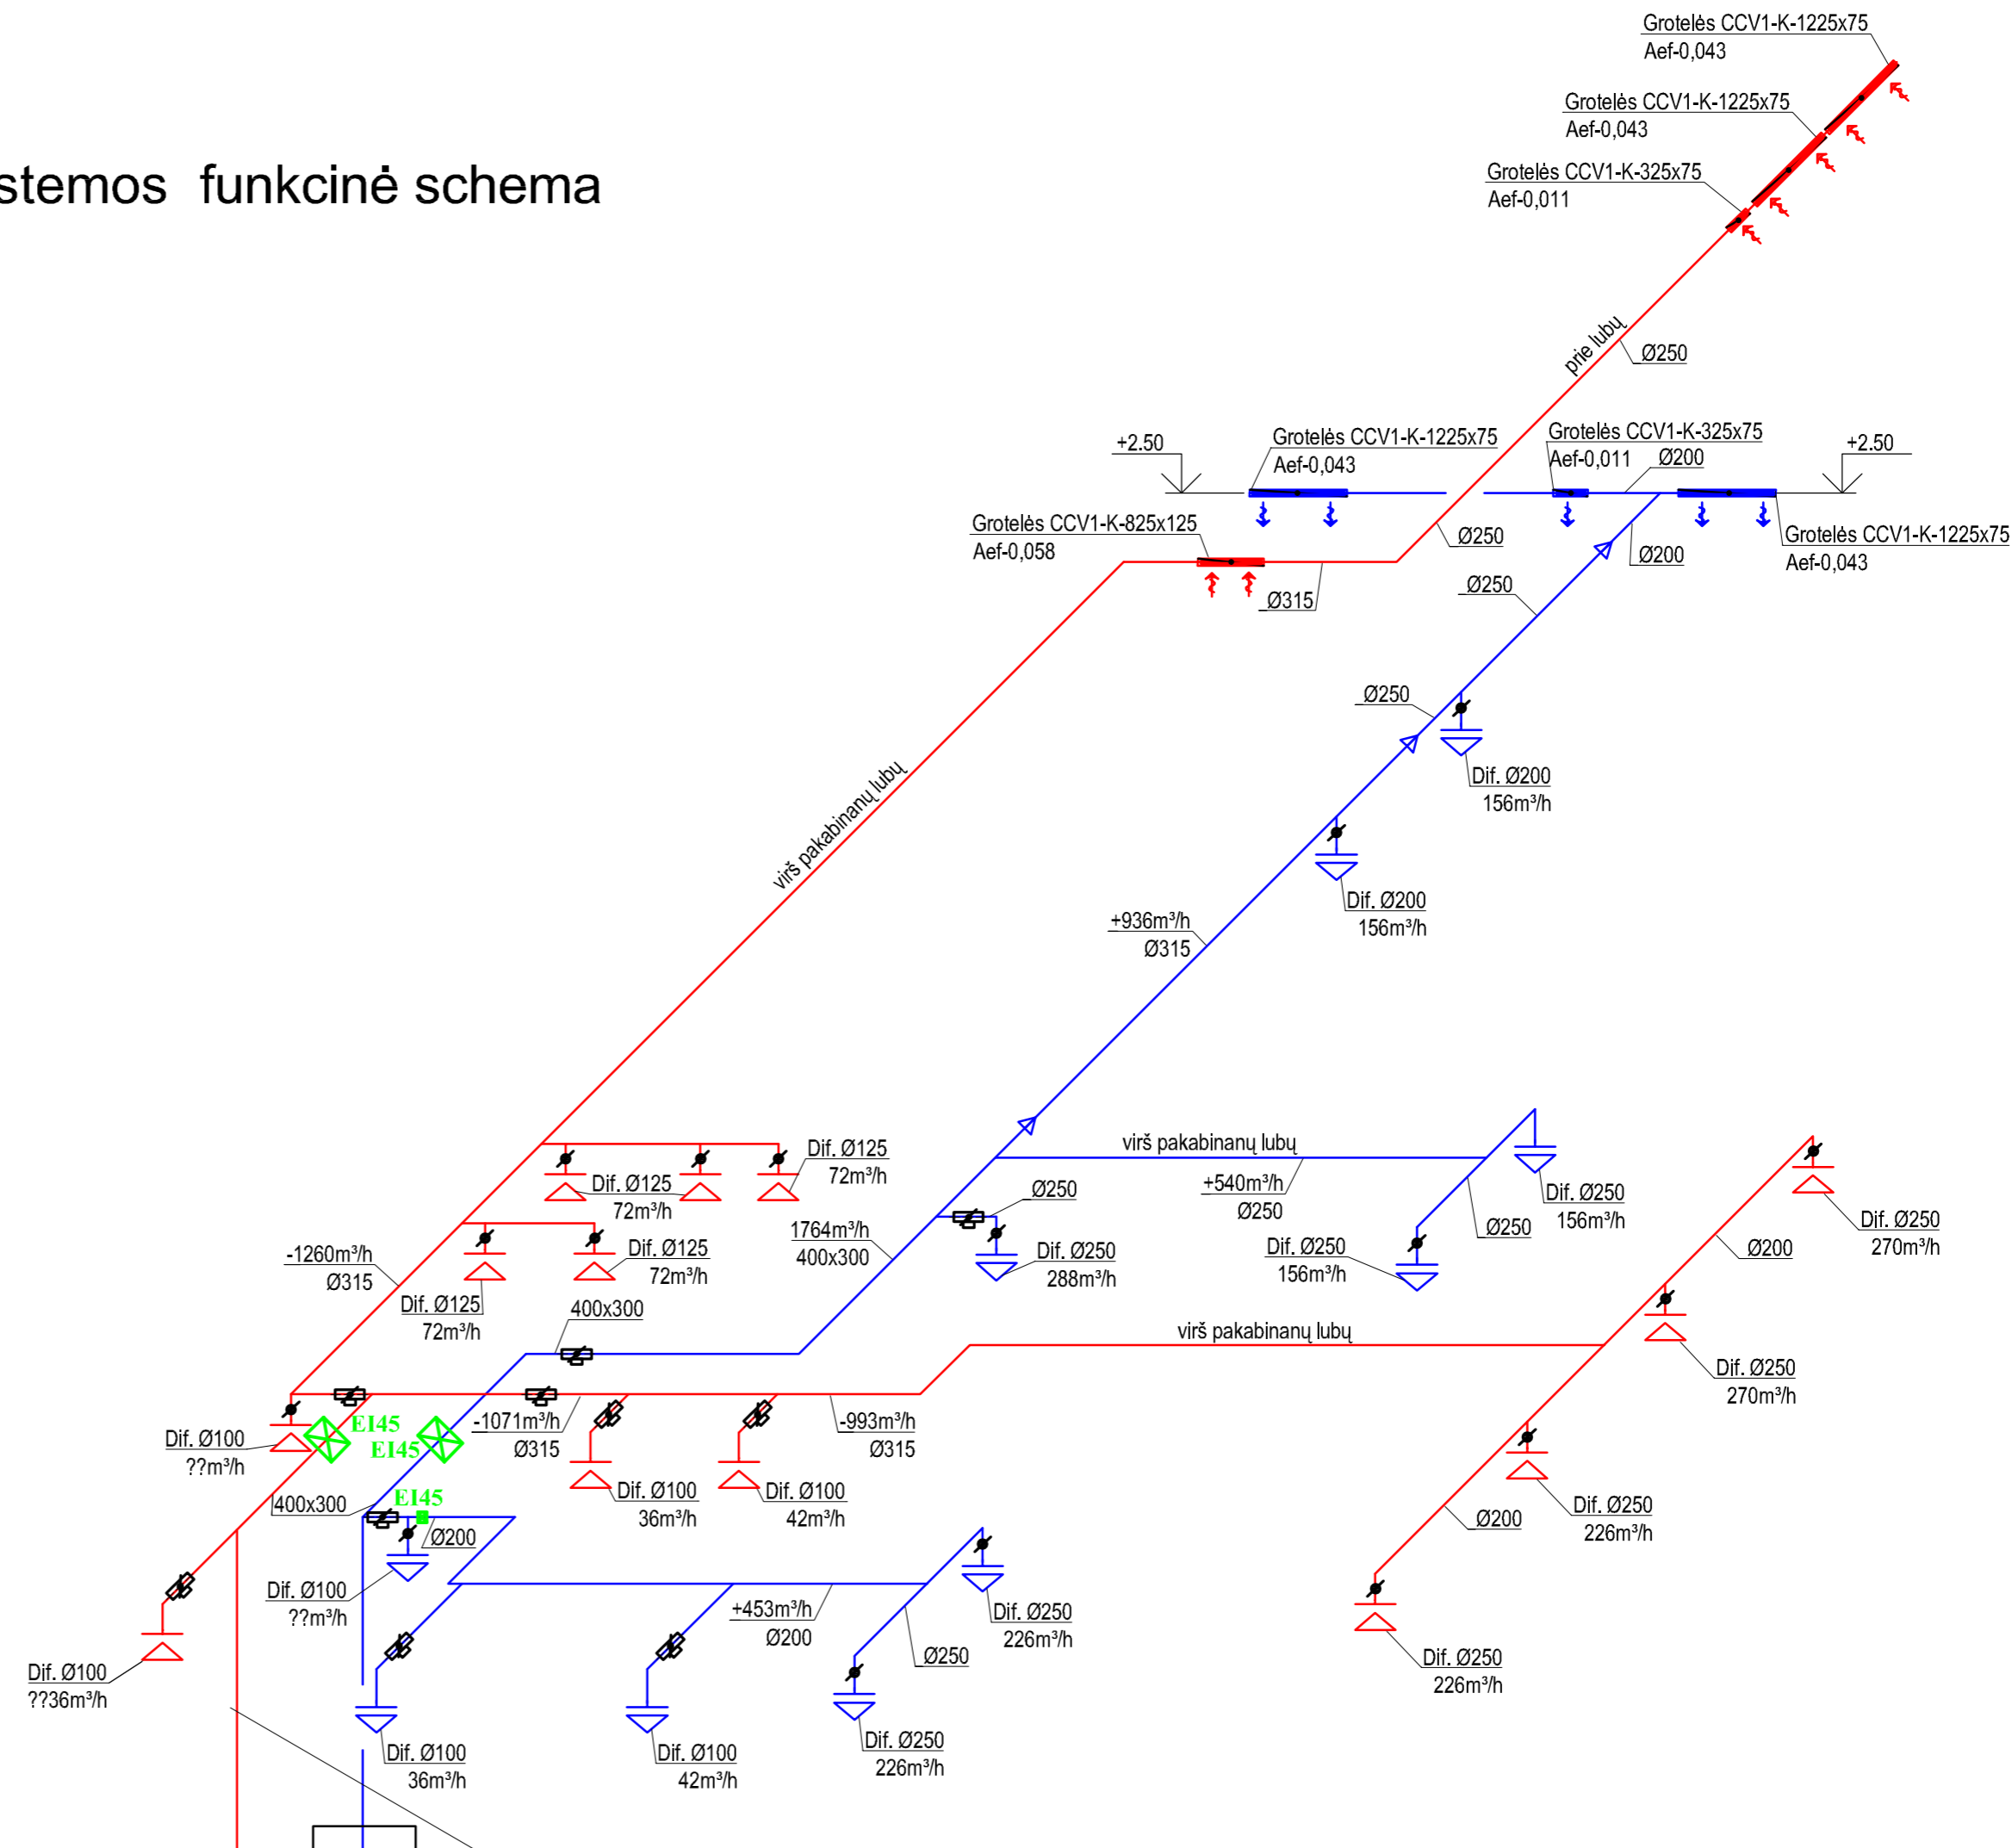 Grotelės CCV1-K-1225x75
Aef-0,043
Grotelės CCV1-K-1225x75
Aef-0,043
stemos funkcinė schema
Grotelės CCV1-K-325x75
Aef-0,011
prie lubų
Ø250
+2.50
Grotelės CCV1-K-1225x75
Aef-0,043
Grotelės CCV1-K-325x75
Aef-0,011
Ø200
+2.50
Grotelės CCV1-K-825x125
Aef-0,058
Ø250
Ø200
Grotelės CCV1-K-1225x75
Aef-0,043
Ø315
Ø250
Ø250
Dif. Ø200
156m³/h
virš pakabinanų lubų
Dif. Ø200
156m³/h
+936m³/h
Ø315
Dif. Ø125
72m³/h
Dif. Ø125
72m³/h
virš pakabinanų lubų
+540m³/h
Ø250
Dif. Ø250
156m³/h
Ø250
Ø250
Dif. Ø250
288m³/h
Dif. Ø250
156m³/h
Dif. Ø250
270m³/h
Ø200
1764m³/h
400x300
-1260m³/h
Ø315
Dif. Ø125
72m³/h
Dif. Ø125
72m³/h
400x300
virš pakabinanų lubų
Dif. Ø250
270m³/h
Dif. Ø100
??m³/h
EI45
EI45
-1071m³/h
Ø315
-993m³/h
Ø315
Dif. Ø100
36m³/h
Dif. Ø100
42m³/h
Dif. Ø250
226m³/h
Ø200
400x300
EI45
Ø200
Dif. Ø100
??m³/h
+453m³/h
Ø200
Dif. Ø250
226m³/h
Ø250
Dif. Ø250
226m³/h
Dif. Ø100
??36m³/h
Dif. Ø100
36m³/h
Dif. Ø100
42m³/h
Dif. Ø250
226m³/h